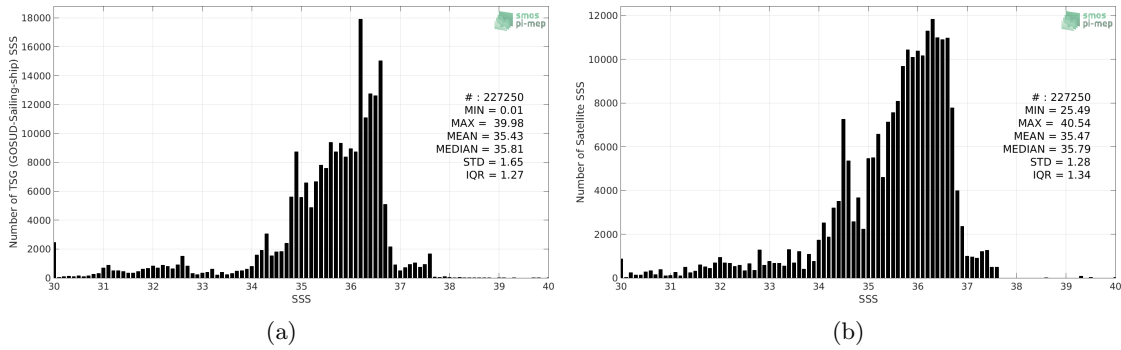 smos
pi-mep
18000
16000
14000
12000
10000
8000
6000
4000
2000
0
Number of TSG (GOSUD-Sailing-ship) SSS
# : 227250
MIN = 0.01
MAX = 39.98
MEAN = 35.43
MEDIAN = 35.81
STD = 1.65
IQR = 1.27
30 31 32 33 34 35 36 37 38 39 40
SSS
(a)
smos
pi-mep
12000
10000
8000
6000
4000
2000
0
Number of Satellite SSS
# : 227250
MIN = 25.49
MAX = 40.54
MEAN = 35.47
MEDIAN = 35.79
STD = 1.28
IQR = 1.34
30 31 32 33 34 35 36 37 38 39 40
SSS
(b)